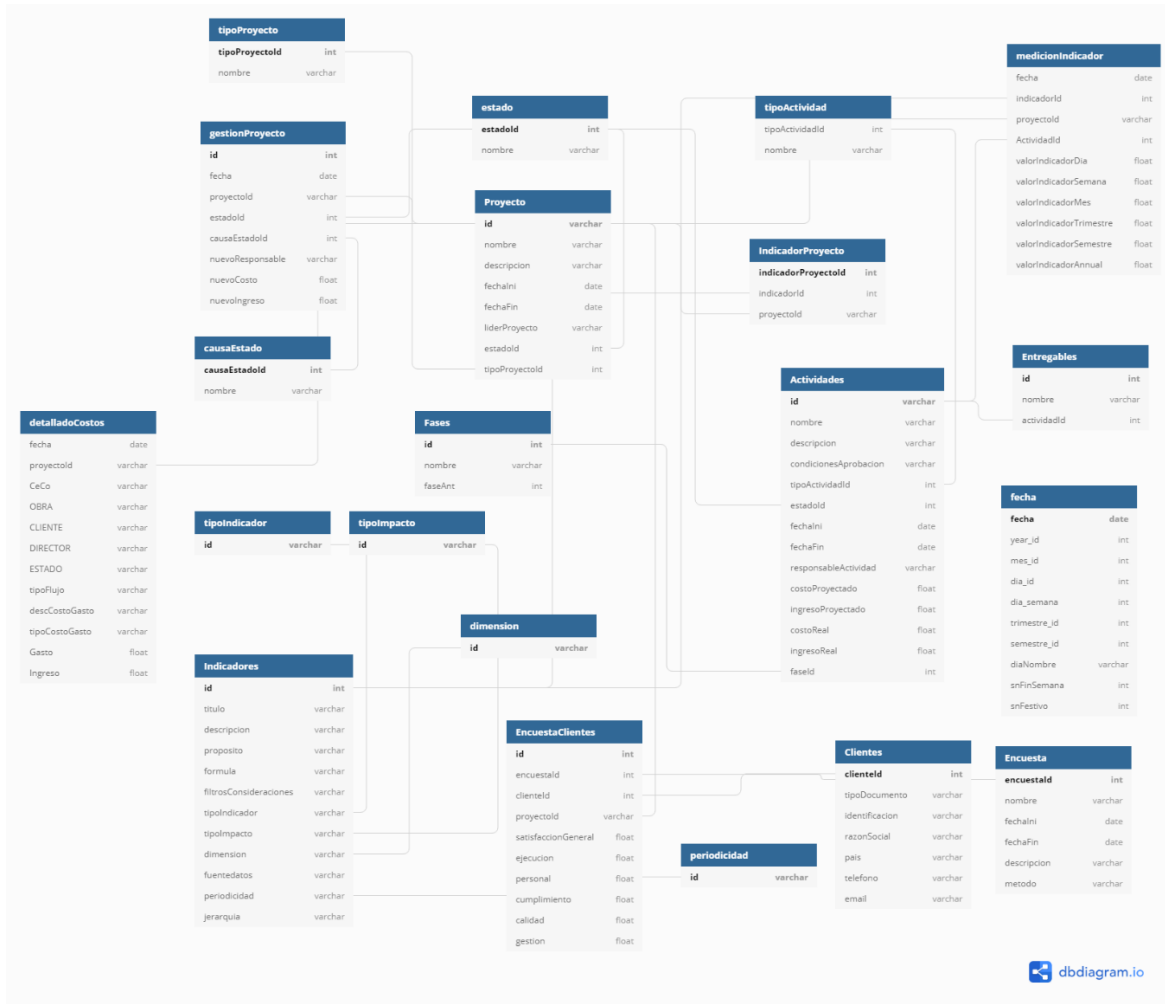 tipoProyecto
tipoProyectoId int
nombre varchar
gestionProyecto
id int
fecha date
proyectoId varchar
estadoId int
causaEstadoId int
nuevoResponsable varchar
nuevoCosto float
nuevoIngreso float
causaEstado
causaEstadoId int
nombre varchar
detalladoCostos
fecha date
proyectoId varchar
CeCo varchar
OBRA varchar
CLIENTE varchar
DIRECTOR varchar
ESTADO varchar
tipoFlujo varchar
descCostoGasto varchar
tipoCostoGasto varchar
Gasto float
Ingreso float
estado
estadoId int
nombre varchar
Proyecto
id varchar
nombre varchar
descripcion varchar
fechaIni date
fechaFin date
liderProyecto varchar
estadoId int
tipoProyectoId int
Fases
id int
nombre varchar
faseAnt int
tipoIndicador
id varchar
tipoImpacto
id varchar
dimension
id varchar
Indicadores
id int
titulo varchar
descripcion varchar
proposito varchar
formula varchar
filtrosConsideraciones varchar
tipoIndicador varchar
tipoImpacto varchar
dimension varchar
fuentedatos varchar
periodicidad varchar
jerarquia varchar
EncuestaClientes
id int
encuestaId int
clienteId int
proyectoId varchar
satisfaccionGeneral float
ejecucion float
personal float
cumplimiento float
calidad float
gestion float
tipoActividad
tipoActividadId int
nombre varchar
IndicadorProyecto
indicadorProyectoId int
indicadorId int
proyectoId varchar
Actividades
id varchar
nombre varchar
descripcion varchar
condicionesAprobacion varchar
tipoActividadId int
estadoId int
fechaIni date
fechaFin date
responsableActividad varchar
costoProyectado float
ingresoProyectado float
costoReal float
ingresoReal float
faseId int
periodicidad
id varchar
Clientes
clienteId int
tipoDocumento varchar
identificacion varchar
razonSocial varchar
pais varchar
telefono varchar
email varchar
medicionIndicador
fecha date
indicadorId int
proyectoId varchar
ActividadId int
valorIndicadorDia float
valorIndicadorSemana float
valorIndicadorMes float
valorIndicadorTrimestre float
valorIndicadorSemestre float
valorIndicadorAnnual float
Entregables
id int
nombre varchar
actividadId int
fecha
fecha date
year_id int
mes_id int
dia_id int
dia_semana int
trimestre_id int
semestre_id int
diaNombre varchar
snFinSemana int
snFestivo int
Encuesta
encuestaId int
nombre varchar
fechaIni date
fechaFin date
descripcion varchar
metodo varchar
dbdiagram.io